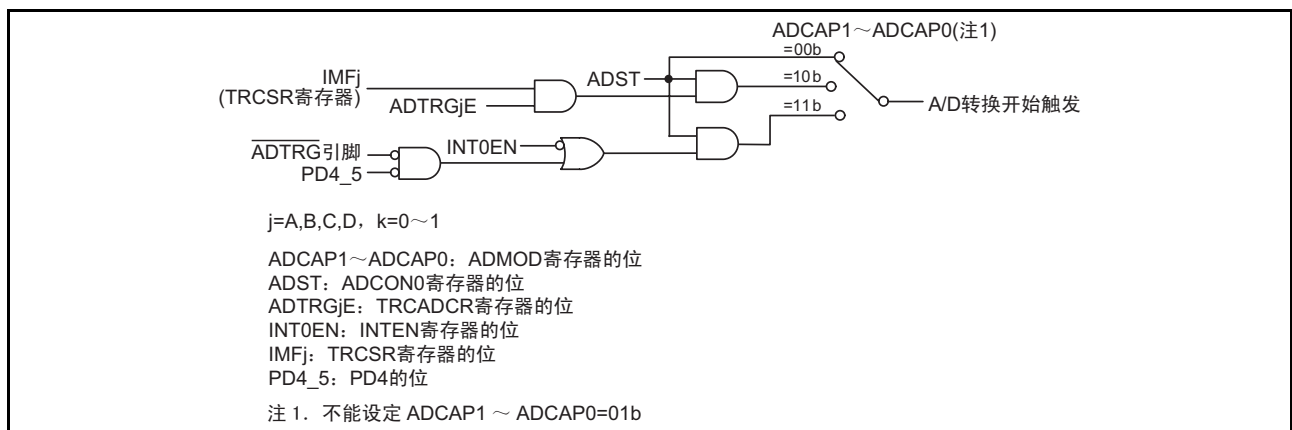 ADCAP1～ADCAP0(注1)
=00b
IMFj
(TRCSR寄存器)
ADST
=10b
ADTRGjE
=11b
A/D转换开始触发
ADTRG引脚
INT0EN
PD4_5
j=A,B,C,D，k=0～1
ADCAP1～ADCAP0：ADMOD寄存器的位
ADST：ADCON0寄存器的位
ADTRGjE：TRCADCR寄存器的位
INT0EN：INTEN寄存器的位
IMFj：TRCSR寄存器的位
PD4_5：PD4的位
注 1. 不能设定 ADCAP1 ～ ADCAP0=01b